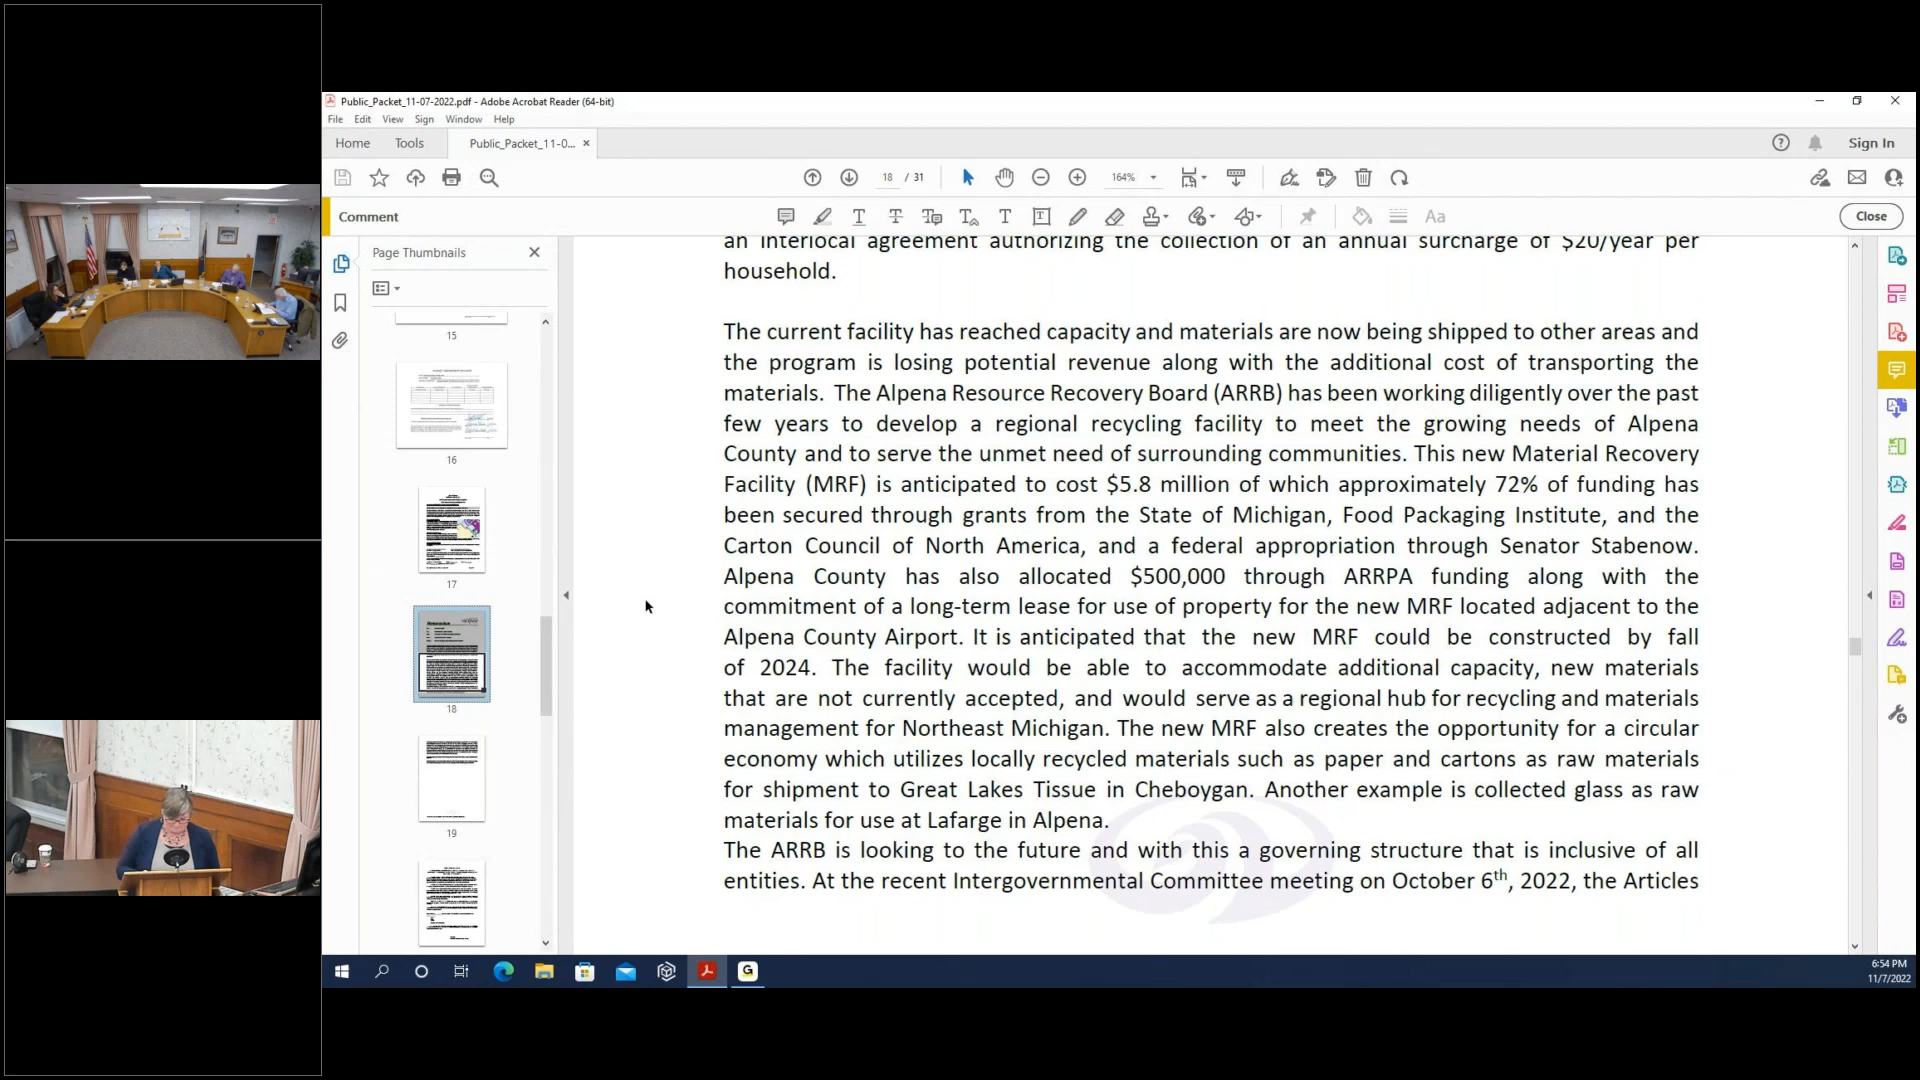 Public_Packet_11-07-2022.pdf - Adobe Acrobat Reader (64-bit)
File Edit View Sign Window Help
Home Tools Public_Packet_11-0... Sign In
18 / 31 164%
Comment Aa Close
Page Thumbnails
15
16
17
18
19
an interlocal agreement authorizing the collection of an annual surcharge of $20/year per
household.
The current facility has reached capacity and materials are now being shipped to other areas and
the program is losing potential revenue along with the additional cost of transporting the
materials. The Alpena Resource Recovery Board (ARRB) has been working diligently over the past
few years to develop a regional recycling facility to meet the growing needs of Alpena
County and to serve the unmet need of surrounding communities. This new Material Recovery
Facility (MRF) is anticipated to cost $5.8 million of which approximately 72% of funding has
been secured through grants from the State of Michigan, Food Packaging Institute, and the
Carton Council of North America, and a federal appropriation through Senator Stabenow.
Alpena County has also allocated $500,000 through ARRPA funding along with the
commitment of a long-term lease for use of property for the new MRF located adjacent to the
Alpena County Airport. It is anticipated that the new MRF could be constructed by fall
of 2024. The facility would be able to accommodate additional capacity, new materials
that are not currently accepted, and would serve as a regional hub for recycling and materials
management for Northeast Michigan. The new MRF also creates the opportunity for a circular
economy which utilizes locally recycled materials such as paper and cartons as raw materials
for shipment to Great Lakes Tissue in Cheboygan. Another example is collected glass as raw
materials for use at Lafarge in Alpena.
The ARRB is looking to the future and with this a governing structure that is inclusive of all
entities. At the recent Intergovernmental Committee meeting on October 6th, 2022, the Articles
6:54 PM
11/7/2022